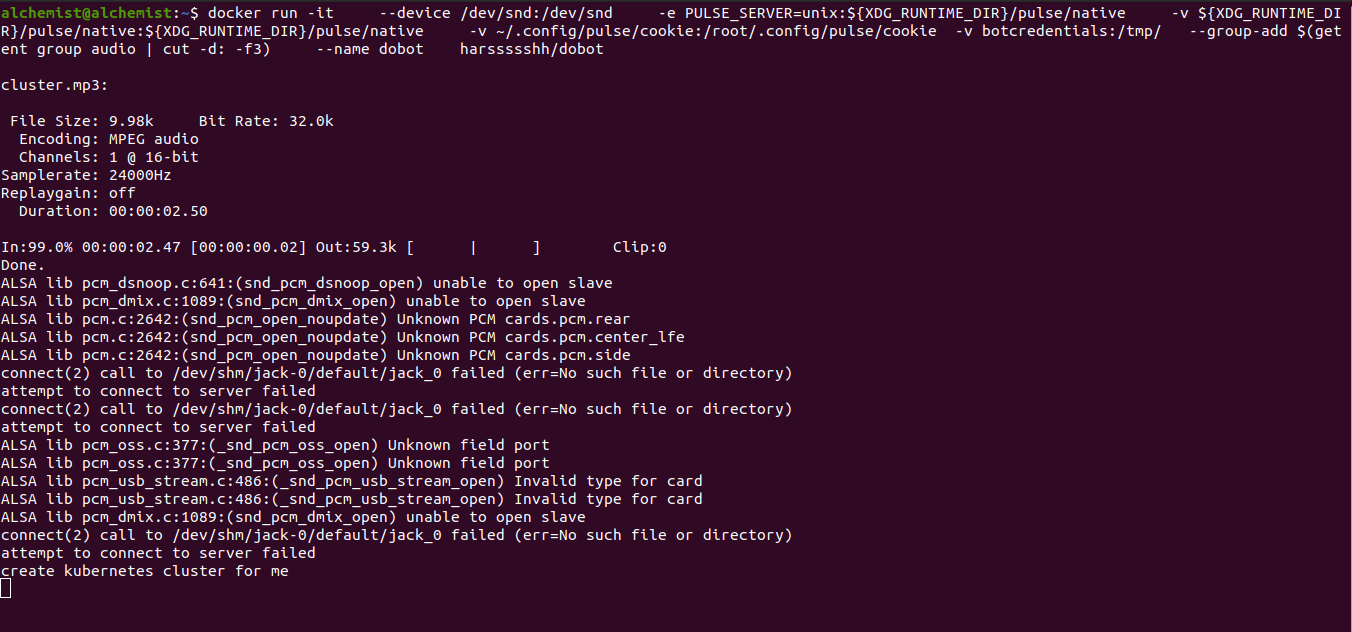 alchemist@alchemist:~$ docker run -it     --device /dev/snd:/dev/snd     -e PULSE_SERVER=unix:${XDG_RUNTIME_DIR}/pulse/native     -v ${XDG_RUNTIME_DI
R}/pulse/native:${XDG_RUNTIME_DIR}/pulse/native     -v ~/.config/pulse/cookie:/root/.config/pulse/cookie  -v botcredentials:/tmp/   --group-add $(get
ent group audio | cut -d: -f3)     --name dobot    harssssshh/dobot
cluster.mp3:
File Size: 9.98k     Bit Rate: 32.0k
Encoding: MPEG audio
Channels: 1 @ 16-bit
Samplerate: 24000Hz
Replaygain: off
Duration: 00:00:02.50
In:99.0% 00:00:02.47 [00:00:00.02] Out:59.3k [      |      ]        Clip:0
Done.
ALSA lib pcm_dsnoop.c:641:(snd_pcm_dsnoop_open) unable to open slave
ALSA lib pcm_dmix.c:1089:(snd_pcm_dmix_open) unable to open slave
ALSA lib pcm.c:2642:(snd_pcm_open_noupdate) Unknown PCM cards.pcm.rear
ALSA lib pcm.c:2642:(snd_pcm_open_noupdate) Unknown PCM cards.pcm.center_lfe
ALSA lib pcm.c:2642:(snd_pcm_open_noupdate) Unknown PCM cards.pcm.side
connect(2) call to /dev/shm/jack-0/default/jack_0 failed (err=No such file or directory)
attempt to connect to server failed
connect(2) call to /dev/shm/jack-0/default/jack_0 failed (err=No such file or directory)
attempt to connect to server failed
ALSA lib pcm_oss.c:377:(_snd_pcm_oss_open) Unknown field port
ALSA lib pcm_oss.c:377:(_snd_pcm_oss_open) Unknown field port
ALSA lib pcm_usb_stream.c:486:(_snd_pcm_usb_stream_open) Invalid type for card
ALSA lib pcm_usb_stream.c:486:(_snd_pcm_usb_stream_open) Invalid type for card
ALSA lib pcm_dmix.c:1089:(snd_pcm_dmix_open) unable to open slave
connect(2) call to /dev/shm/jack-0/default/jack_0 failed (err=No such file or directory)
attempt to connect to server failed
create kubernetes cluster for me